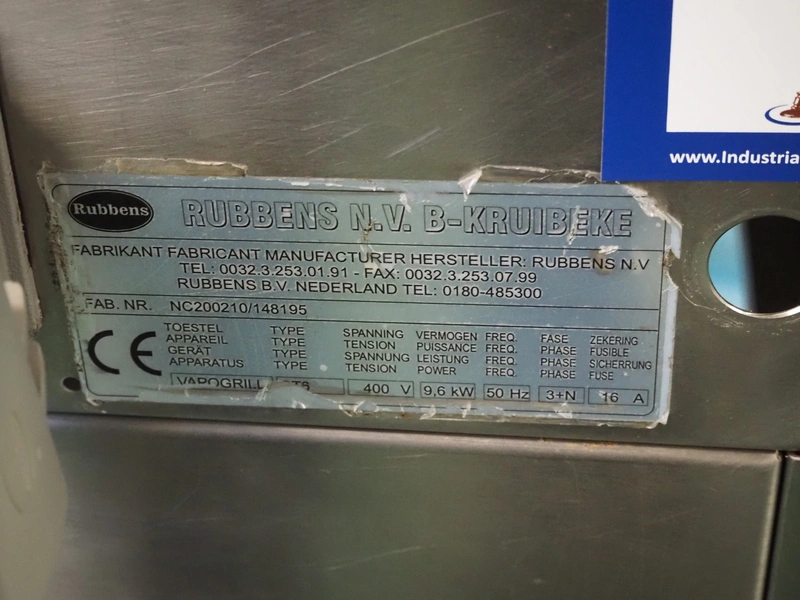 www.Industria
Rubbens
RUBBENS N.V. B-KRUIBEKE
FABRIKANT FABRICANT MANUFACTURER HERSTELLER: RUBBENS N.V
TEL: 0032.3.253.01.91 - FAX: 0032.3.253.07.99
RUBBENS B.V. NEDERLAND TEL: 0180-485300
FAB. NR. NC200210/148195
CE
TOESTEL TYPE SPANNING VERMOGEN FREQ. FASE ZEKERING
APPAREIL TYPE TENSION PUISSANCE FREQ. PHASE FUSIBLE
GERÄT TYPE SPANNUNG LEISTUNG FREQ. PHASE SICHERRUNG
APPARATUS TYPE TENSION POWER FREQ. PHASE FUSE
VAPOGRILL 400 V 9,6 kW 50 Hz 3+N 16 A